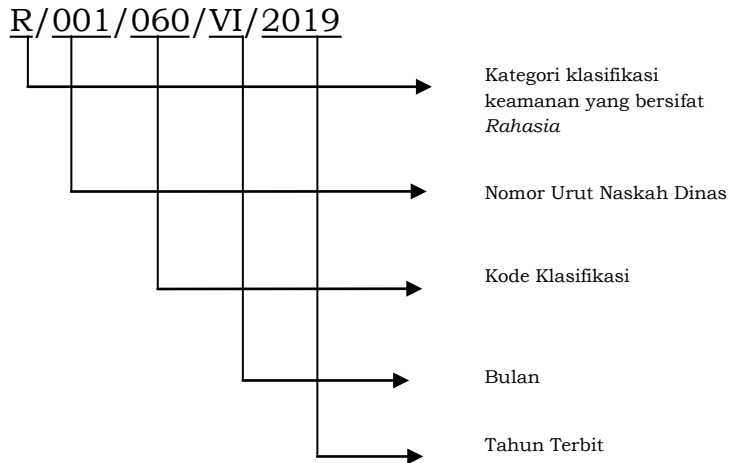 R/001/060/VI/2019
Kategori klasifikasi
keamanan yang bersifat
Rahasia
Nomor Urut Naskah Dinas
Kode Klasifikasi
Bulan
Tahun Terbit